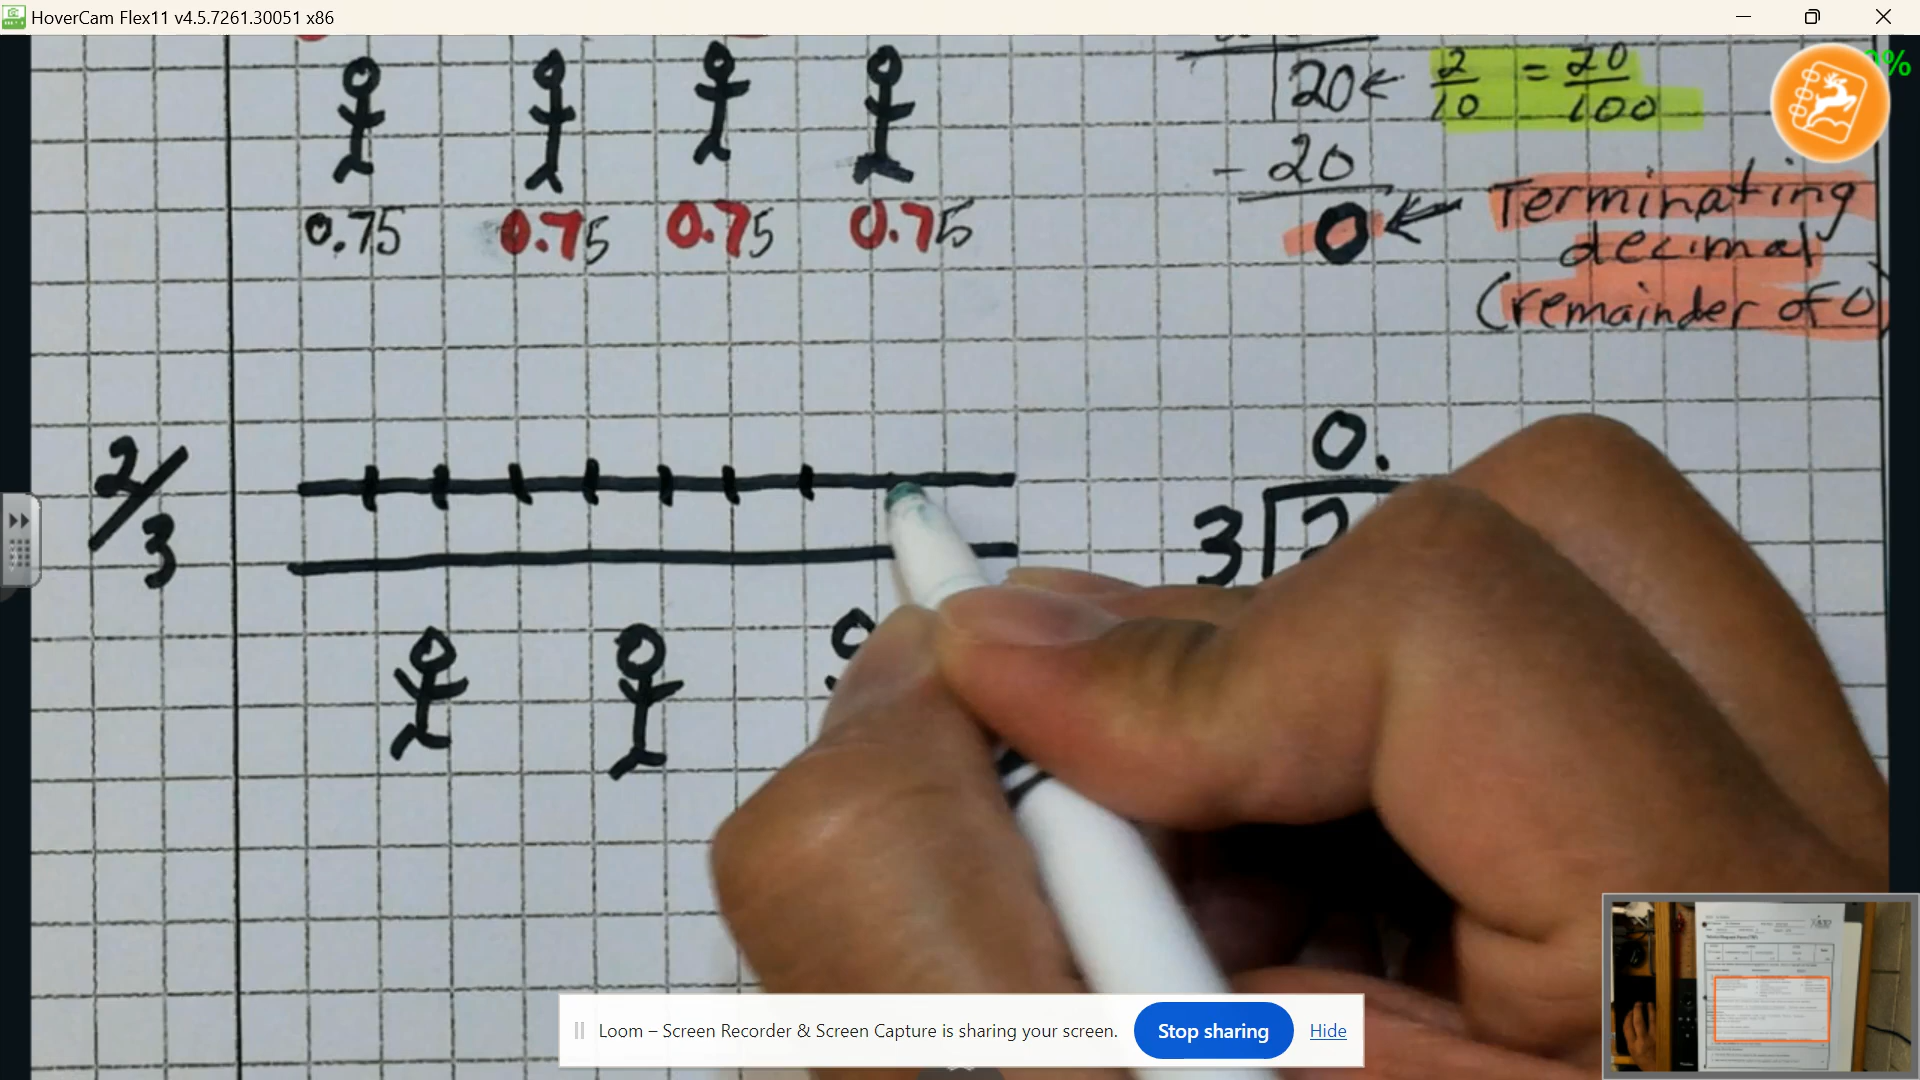 HoverCam Flex11 v4.5.7261.30051 x86
%
20 ← 2/10 = 20/100
- 20
0 ← Terminating
decimal
(remainder of 0)
0.75 0.75 0.75 0.75
2/3
0.
3 2
Loom – Screen Recorder & Screen Capture is sharing your screen. Stop sharing Hide